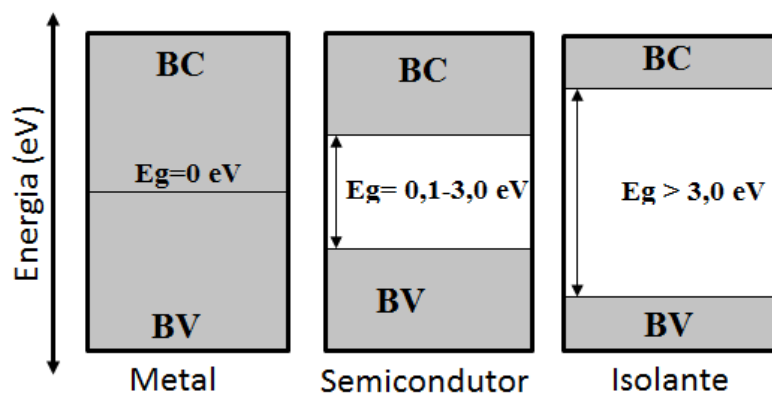 Energia (eV)
BC
Eg=0 eV
BV
Metal
BC
Eg= 0,1-3,0 eV
BV
Semicondutor
BC
Eg > 3,0 eV
BV
Isolante